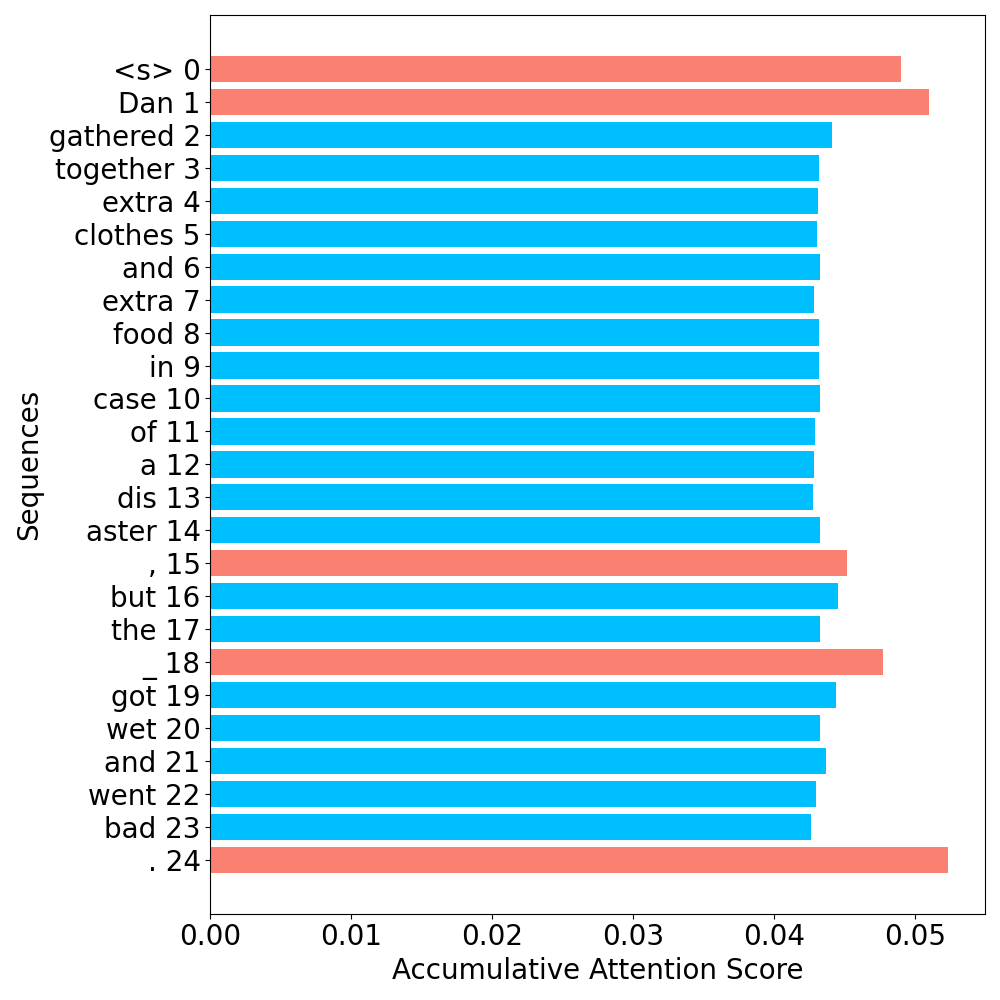 <s> 0
Dan 1
gathered 2
together 3
extra 4
clothes 5
and 6
extra 7
food 8
in 9
case 10
of 11
a 12
dis 13
aster 14
, 15
but 16
the 17
_ 18
got 19
wet 20
and 21
went 22
bad 23
. 24
Sequences
0.00 0.01 0.02 0.03 0.04 0.05
Accumulative Attention Score